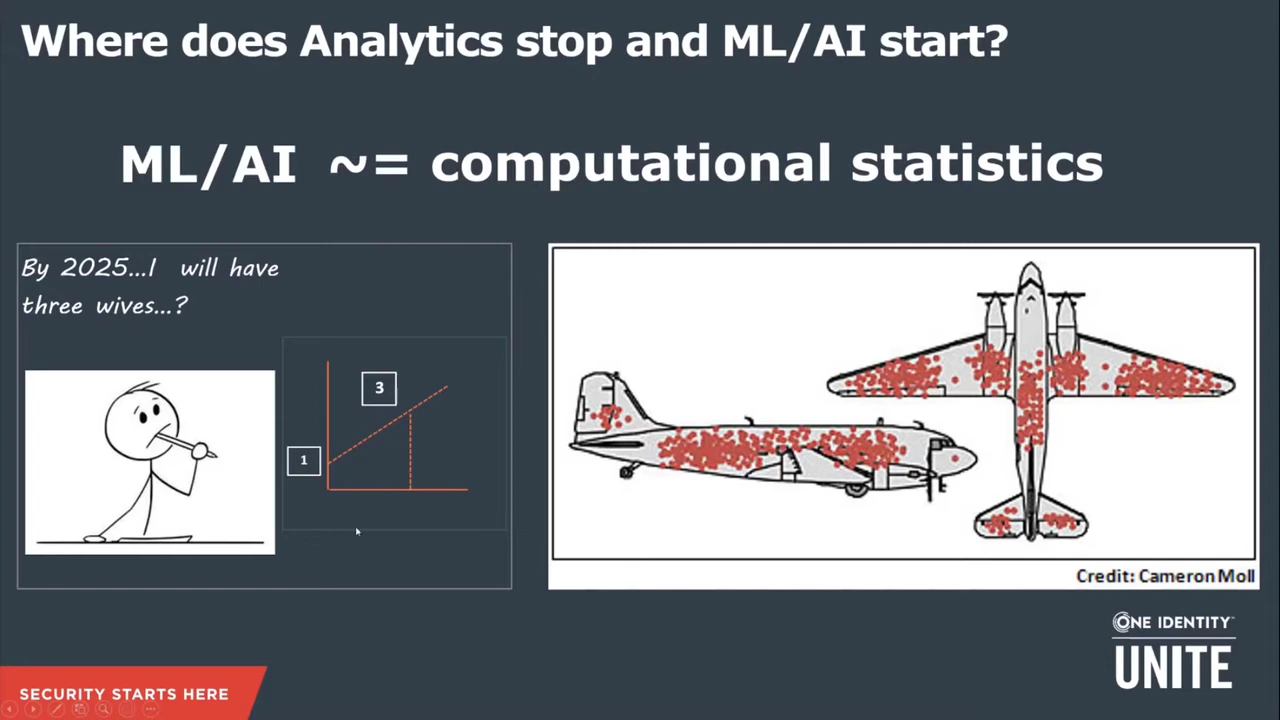 Where does Analytics stop and ML/AI start?
ML/AI ~= computational statistics
By 2025...I will have
three wives...?
3
1
Credit: Cameron Moll
ONE IDENTITY™
UNITE
SECURITY STARTS HERE